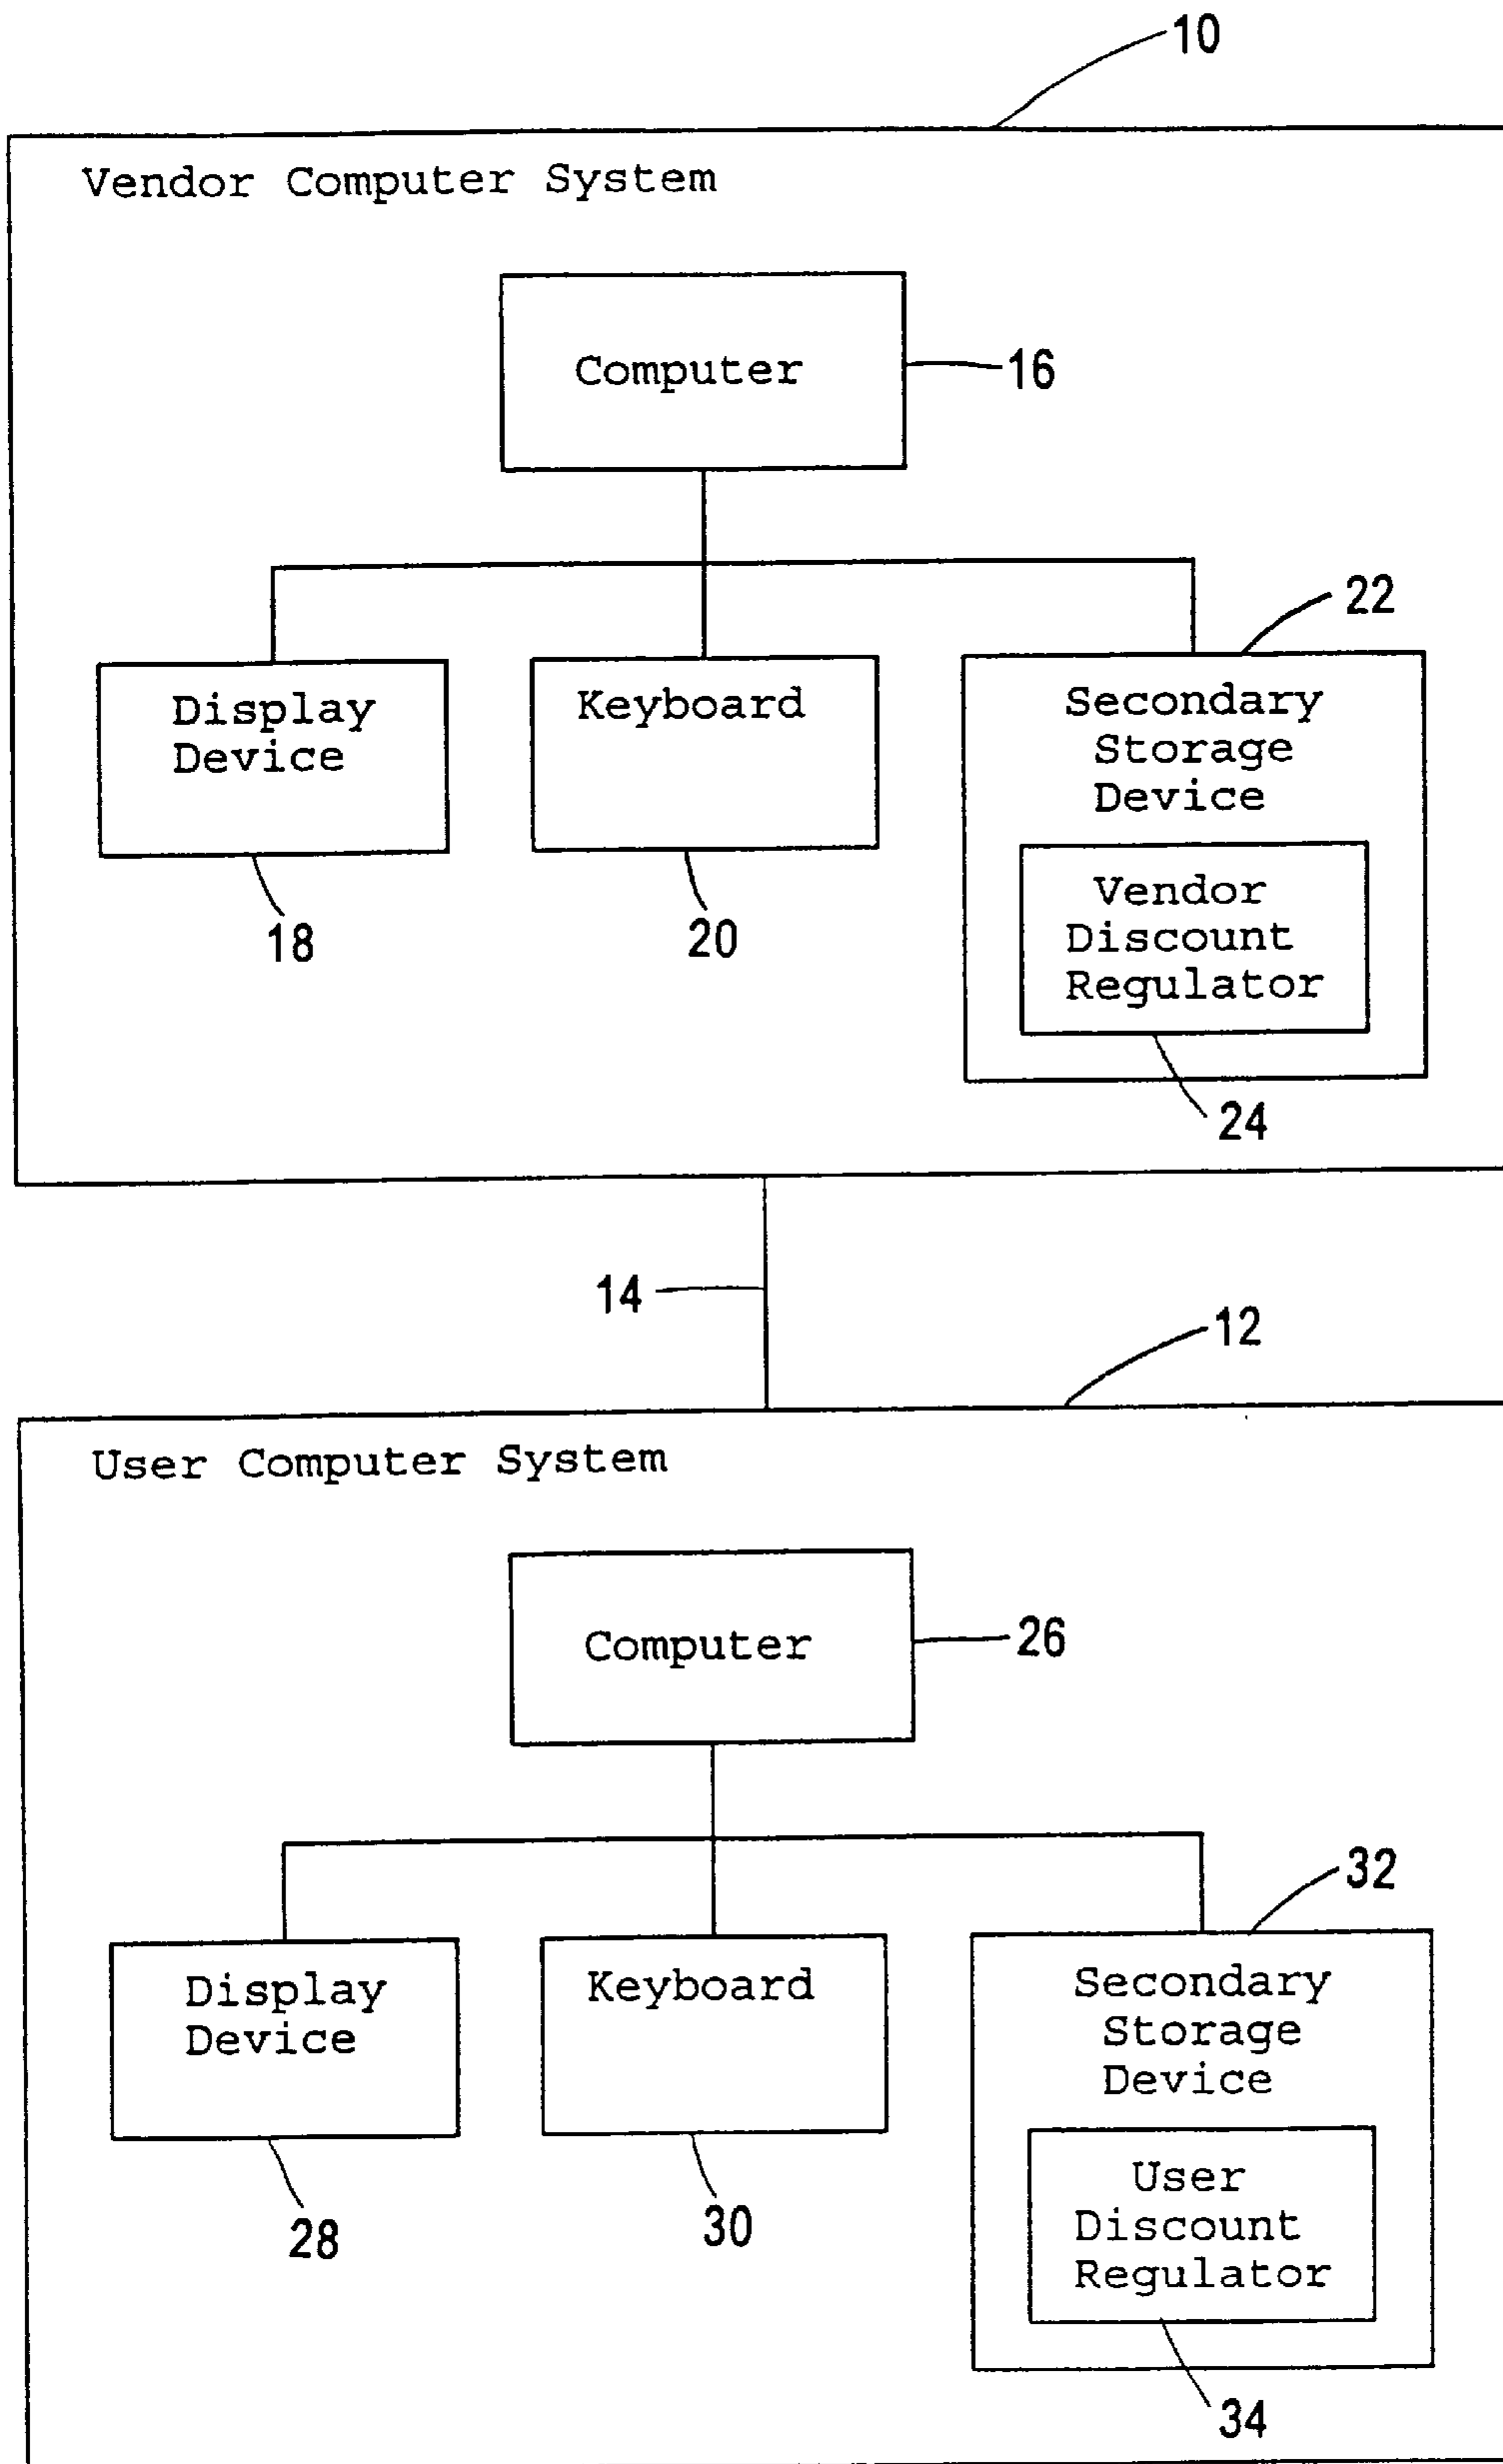 10
Vendor Computer System
Computer
16
22
Display
Device
Keyboard
Secondary
Storage
Device
Vendor
Discount
Regulator
18
20
24
14
12
User Computer System
Computer
26
32
Display
Device
Keyboard
Secondary
Storage
Device
User
Discount
Regulator
28
30
34